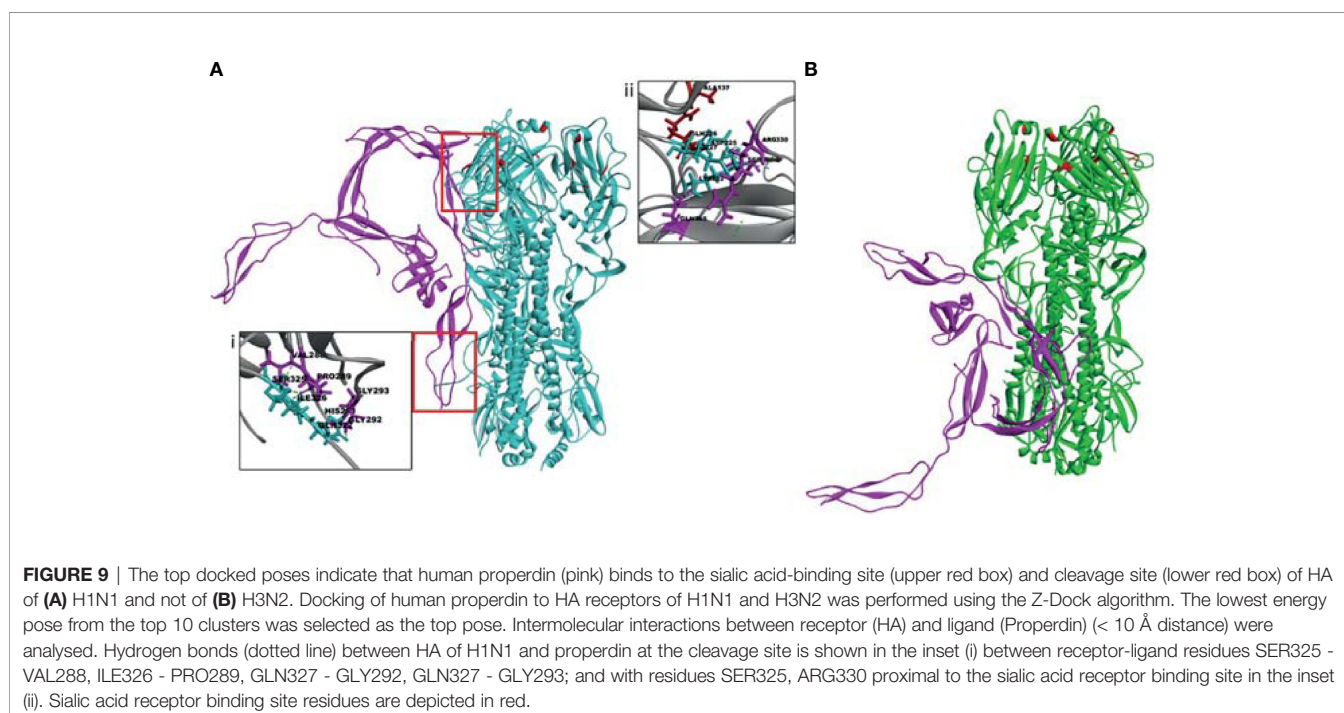 A
B
ii
ARG330
i
PRO289
GLY293
ILE326
GLY292
FIGURE 9 | The top docked poses indicate that human properdin (pink) binds to the sialic acid-binding site (upper red box) and cleavage site (lower red box) of HA
of (A) H1N1 and not of (B) H3N2. Docking of human properdin to HA receptors of H1N1 and H3N2 was performed using the Z-Dock algorithm. The lowest energy
pose from the top 10 clusters was selected as the top pose. Intermolecular interactions between receptor (HA) and ligand (Properdin) (< 10 Å distance) were
analysed. Hydrogen bonds (dotted line) between HA of H1N1 and properdin at the cleavage site is shown in the inset (i) between receptor-ligand residues SER325 -
VAL288, ILE326 - PRO289, GLN327 - GLY292, GLN327 - GLY293; and with residues SER325, ARG330 proximal to the sialic acid receptor binding site in the inset
(ii). Sialic acid receptor binding site residues are depicted in red.